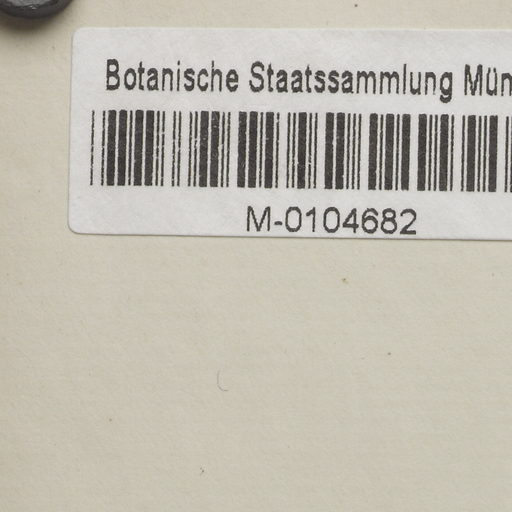 Botanische Staatssammlung Mün
M-0104682